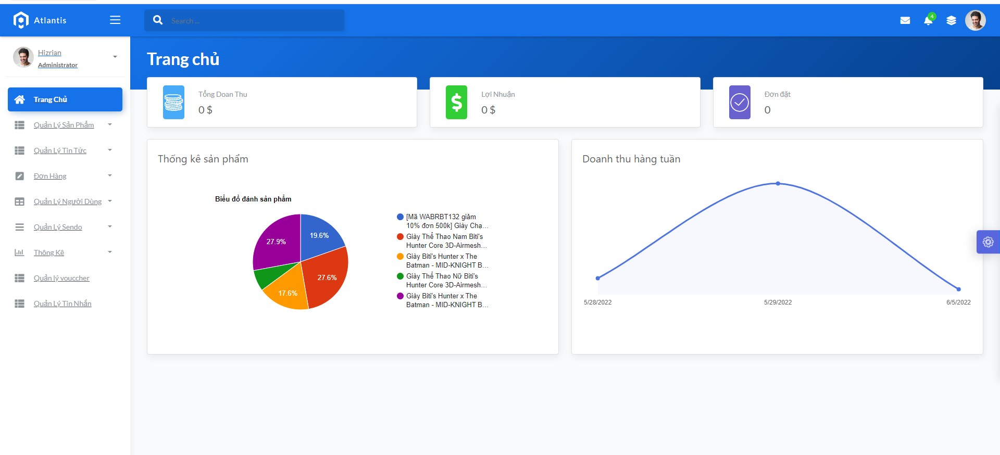 Atlantis
Search ...
4
Hizrian
Administrator
Trang Chủ
Quản Lý Sản Phẩm
Quản Lý Tin Tức
Đơn Hàng
Quản Lý Người Dùng
Quản Lý Sendo
Thông Kê
Quản lý vouccher
Quản Lý Tin Nhắn
Trang chủ
Tổng Doan Thu
0 $
Lợi Nhuận
0 $
Đơn đặt
0
Thống kê sản phẩm
Biểu đồ đánh sản phẩm
19.6%
27.6%
17.6%
27.9%
[Mã WABRBT132 giảm
10% đơn 500k] Giày Chạ...
Giày Thể Thao Nam Biti's
Hunter Core 3D-Airmesh...
Giày Biti's Hunter x The
Batman - MID-KNIGHT B...
Giày Thể Thao Nữ Biti's
Hunter Core 3D-Airmesh...
Giày Biti's Hunter x The
Batman - MID-KNIGHT B...
Doanh thu hàng tuần
5/28/2022
5/29/2022
6/5/2022